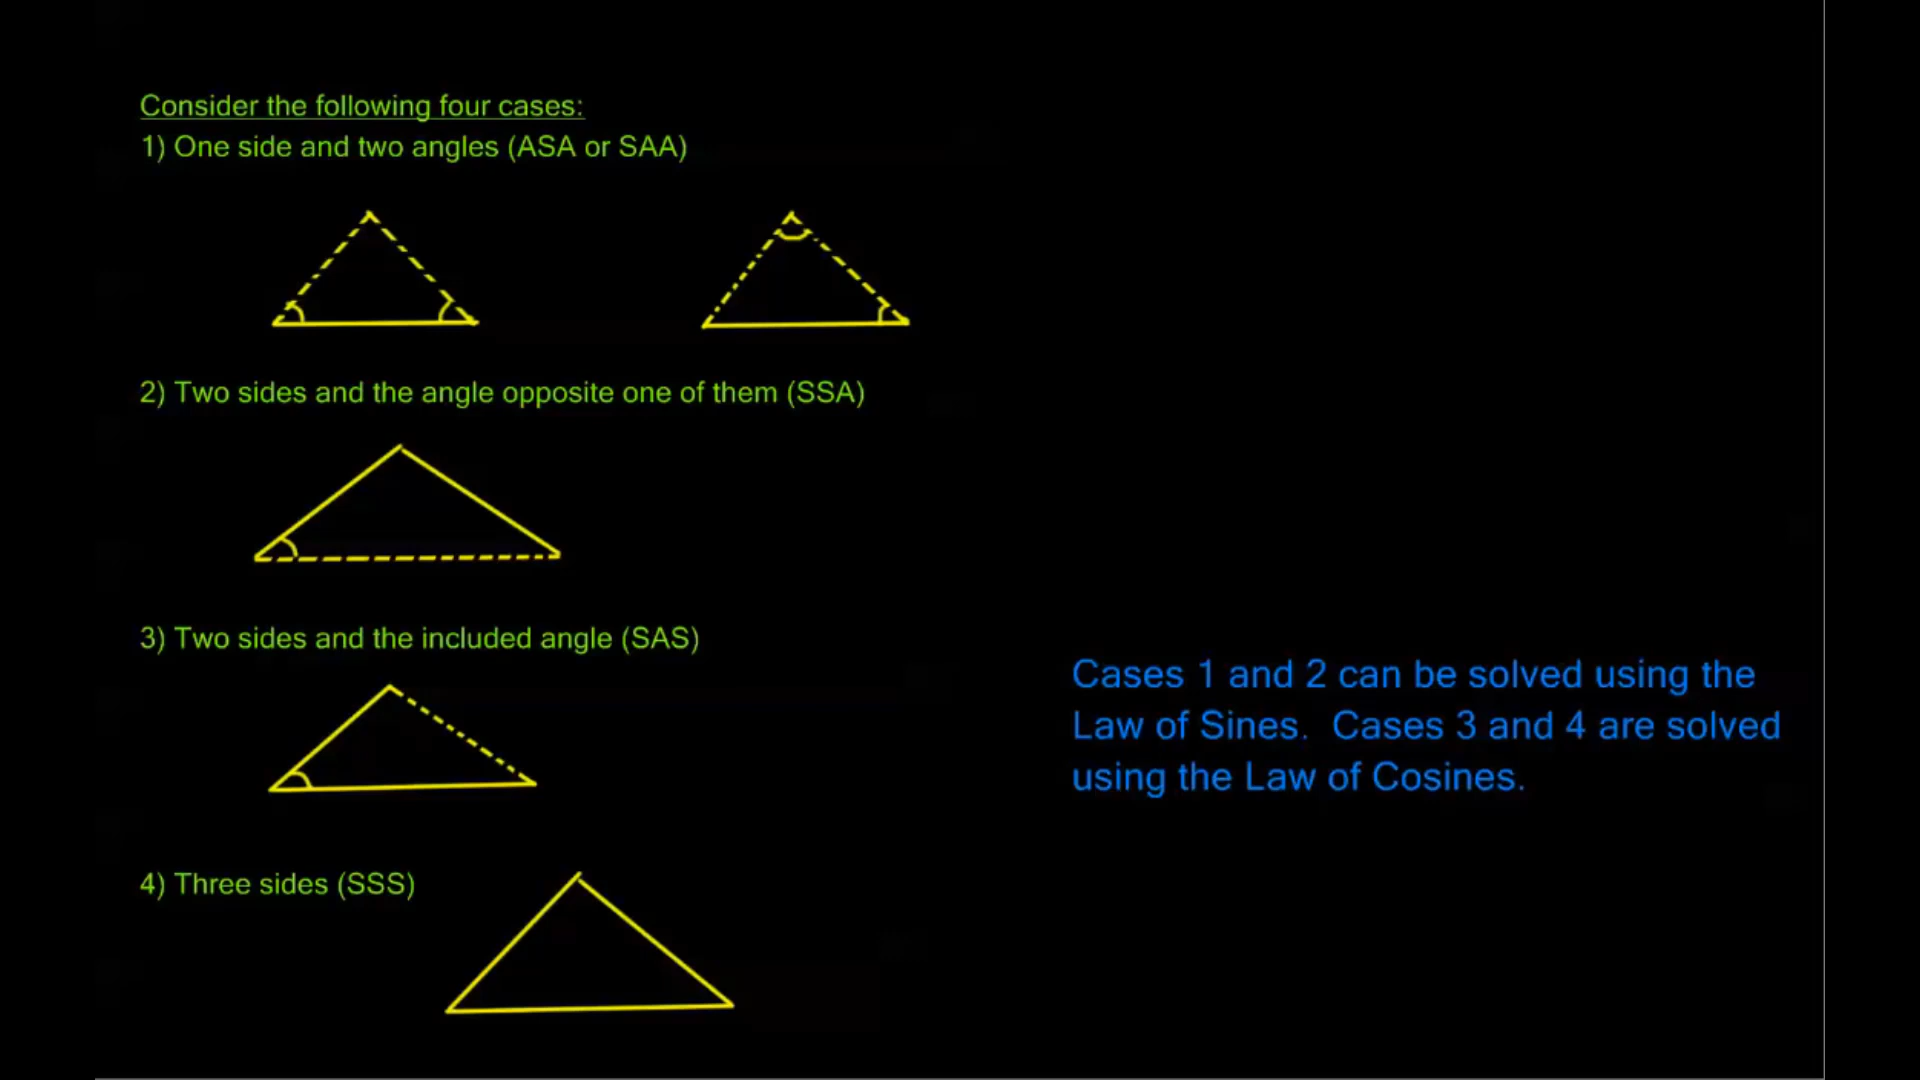 Consider the following four cases:
1) One side and two angles (ASA or SAA)
2) Two sides and the angle opposite one of them (SSA)
3) Two sides and the included angle (SAS)
Cases 1 and 2 can be solved using the
Law of Sines.  Cases 3 and 4 are solved
using the Law of Cosines.
4) Three sides (SSS)